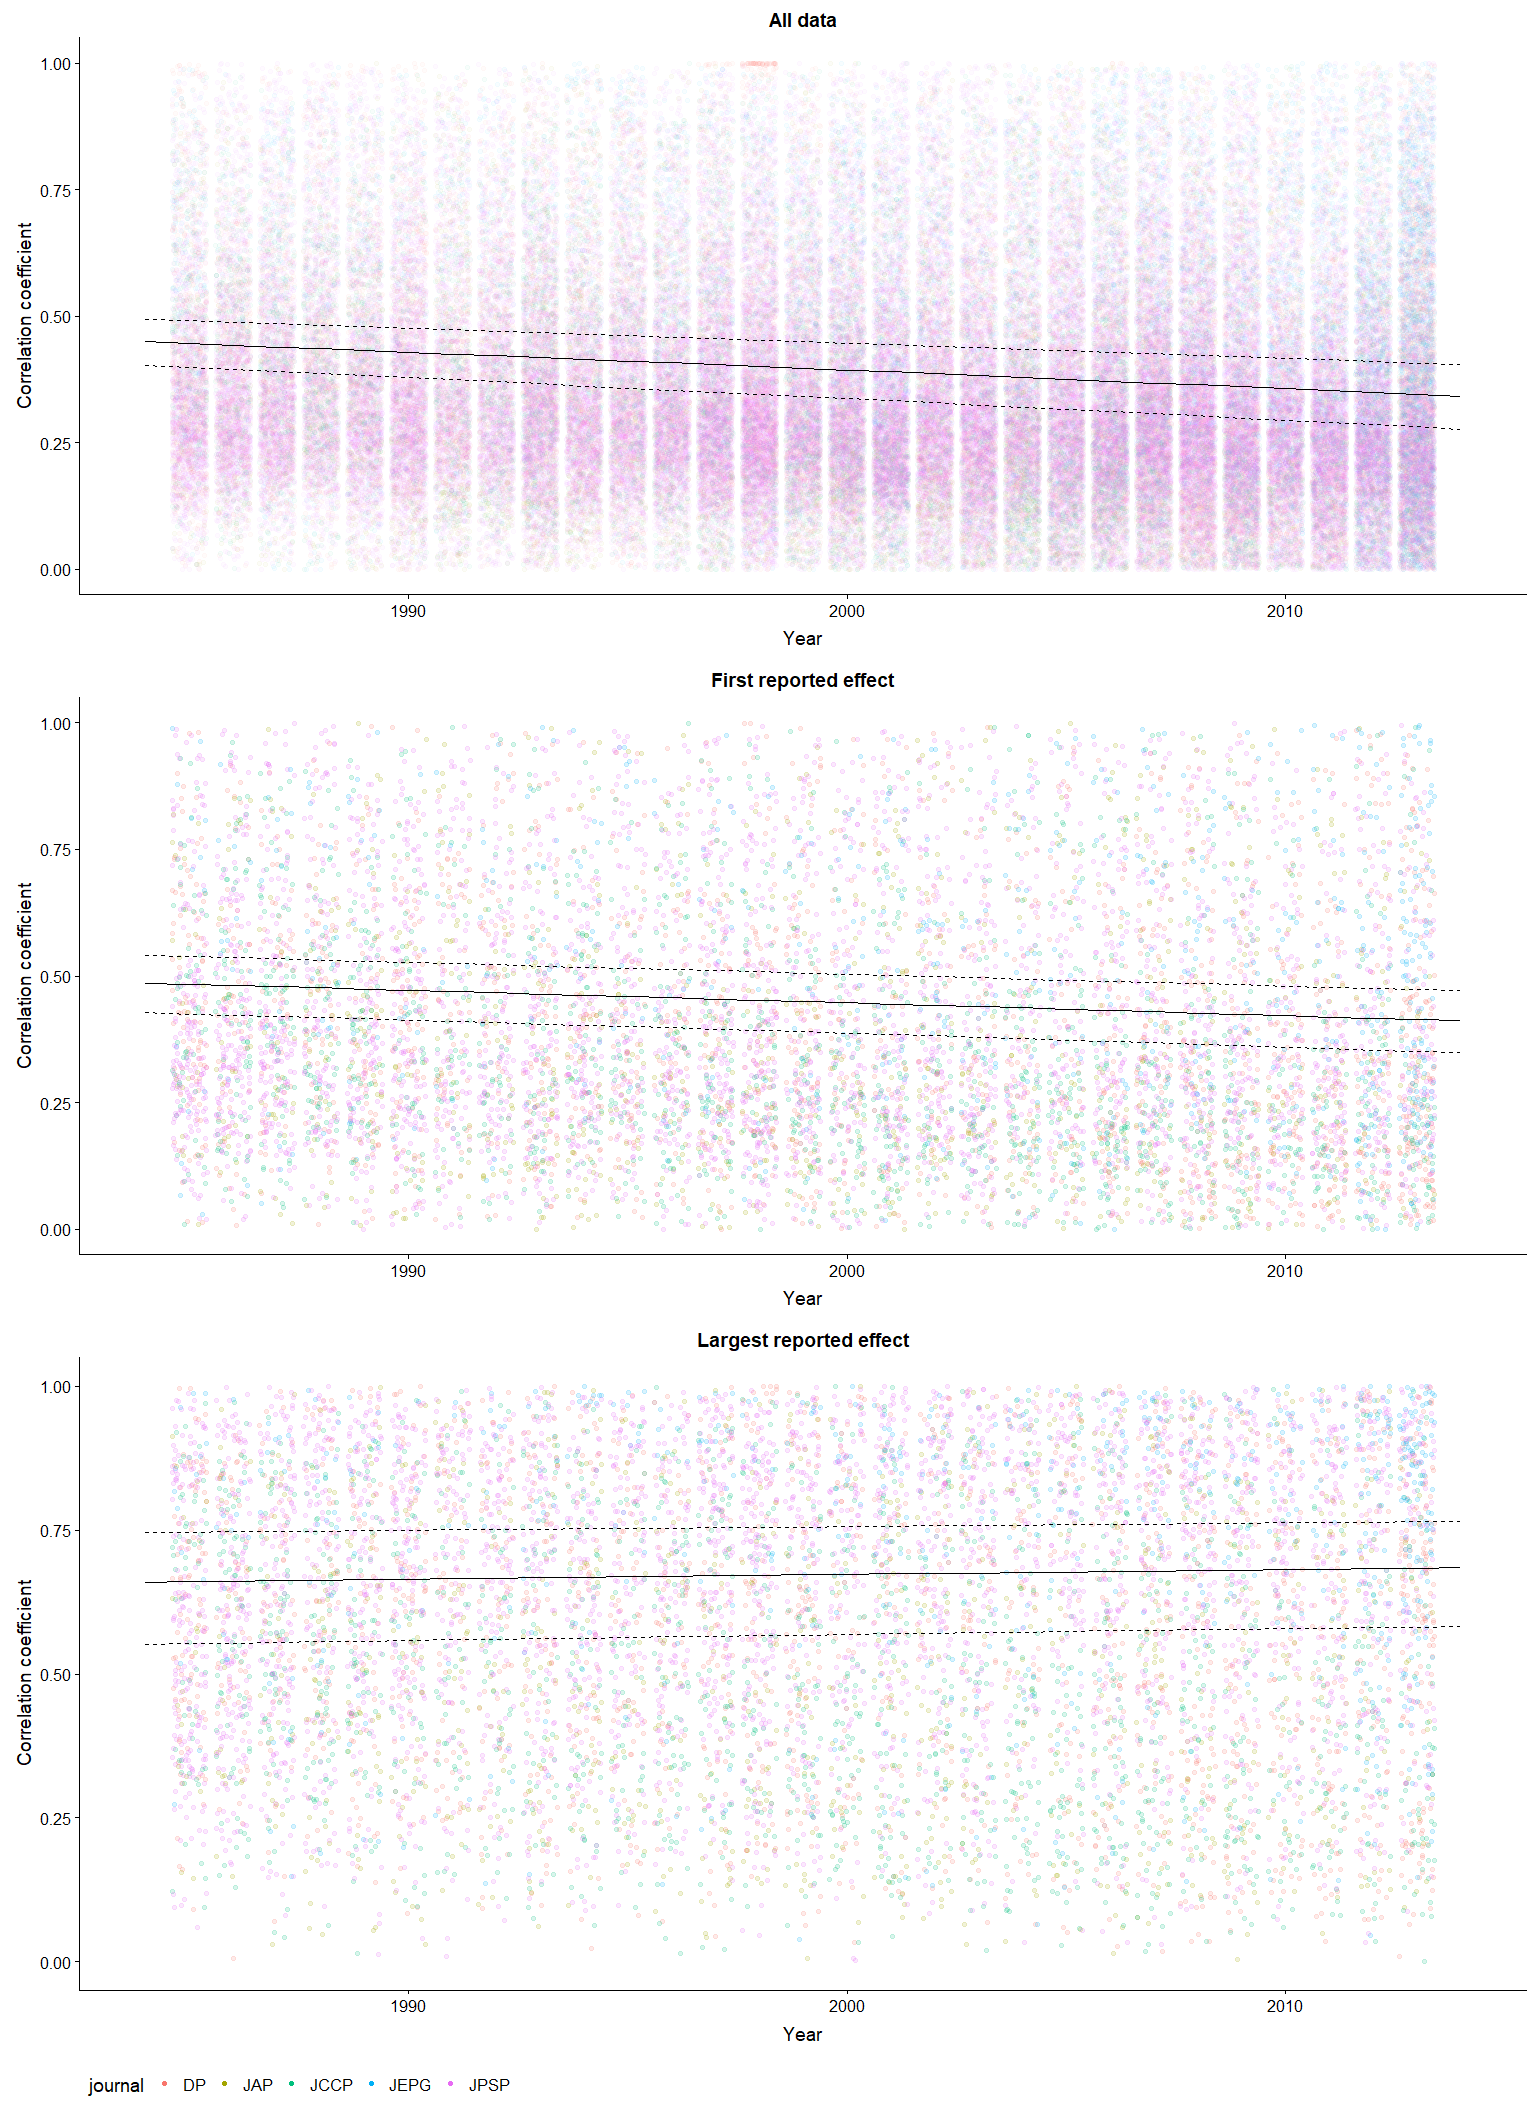 All data
1.00
0.75
0.50
0.25
0.00
Correlation coefficient
1990 2000 2010
Year
First reported effect
1.00
0.75
0.50
0.25
0.00
Correlation coefficient
1990 2000 2010
Year
Largest reported effect
1.00
0.75
0.50
0.25
0.00
Correlation coefficient
1990 2000 2010
Year
journal DP JAP JCCP JEPG JPSP